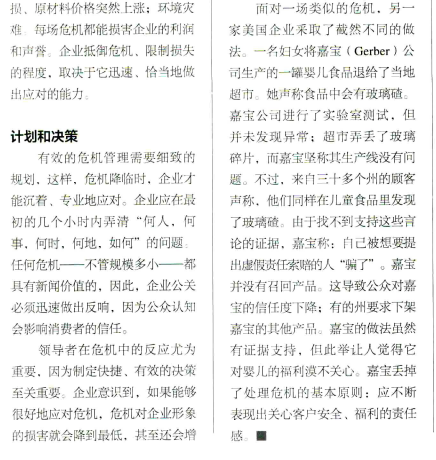 损、原材料价格突然上涨；环境灾
难。每场危机都能损害企业的利润
和声誉。企业抵御危机、限制损失
的程度，取决于它迅速、恰当地做
出应对的能力。
计划和决策
有效的危机管理需要细致的
规划，这样，危机降临时，企业才
能沉着、专业地应对。企业应在最
初的几个小时内弄清“何人，何
事，何时，何地，如何”的问题。
任何危机——不管规模多小——都
具有新闻价值的，因此，企业公关
必须迅速做出反响，因为公众认知
会影响消费者的信任。
领导者在危机中的反应尤为
重要，因为制定快捷、有效的决策
至关重要。企业意识到，如果能够
很好地应对危机，危机对企业形象
的损害就会降到最低，甚至还会增
面对一场类似的危机，另一
家美国企业采取了截然不同的做
法。一名妇女将嘉宝（Gerber）公
司生产的一罐婴儿食品退给了当地
超市。她声称食品中会有玻璃碴。
嘉宝公司进行了实验室测试，但
并未发现异常；超市弄丢了玻璃
碎片，而嘉宝坚称其生产线没有问
题。不过，来自三十多个州的顾客
声称，他们同样在儿童食品里发现
了玻璃碴。由于找不到支持这些言
论的证据，嘉宝称：自己被想要提
出虚假责任索赔的人“骗了”。嘉宝
并没有召回产品。这导致公众对嘉
宝的信任度下降；有的州要求下架
嘉宝的其他产品。嘉宝的做法虽然
有证据支持，但此举让人觉得它
对婴儿的福利漠不关心。嘉宝丢掉
了处理危机的基本原则：应不断
表现出关心客户安全、福利的责任
感。■